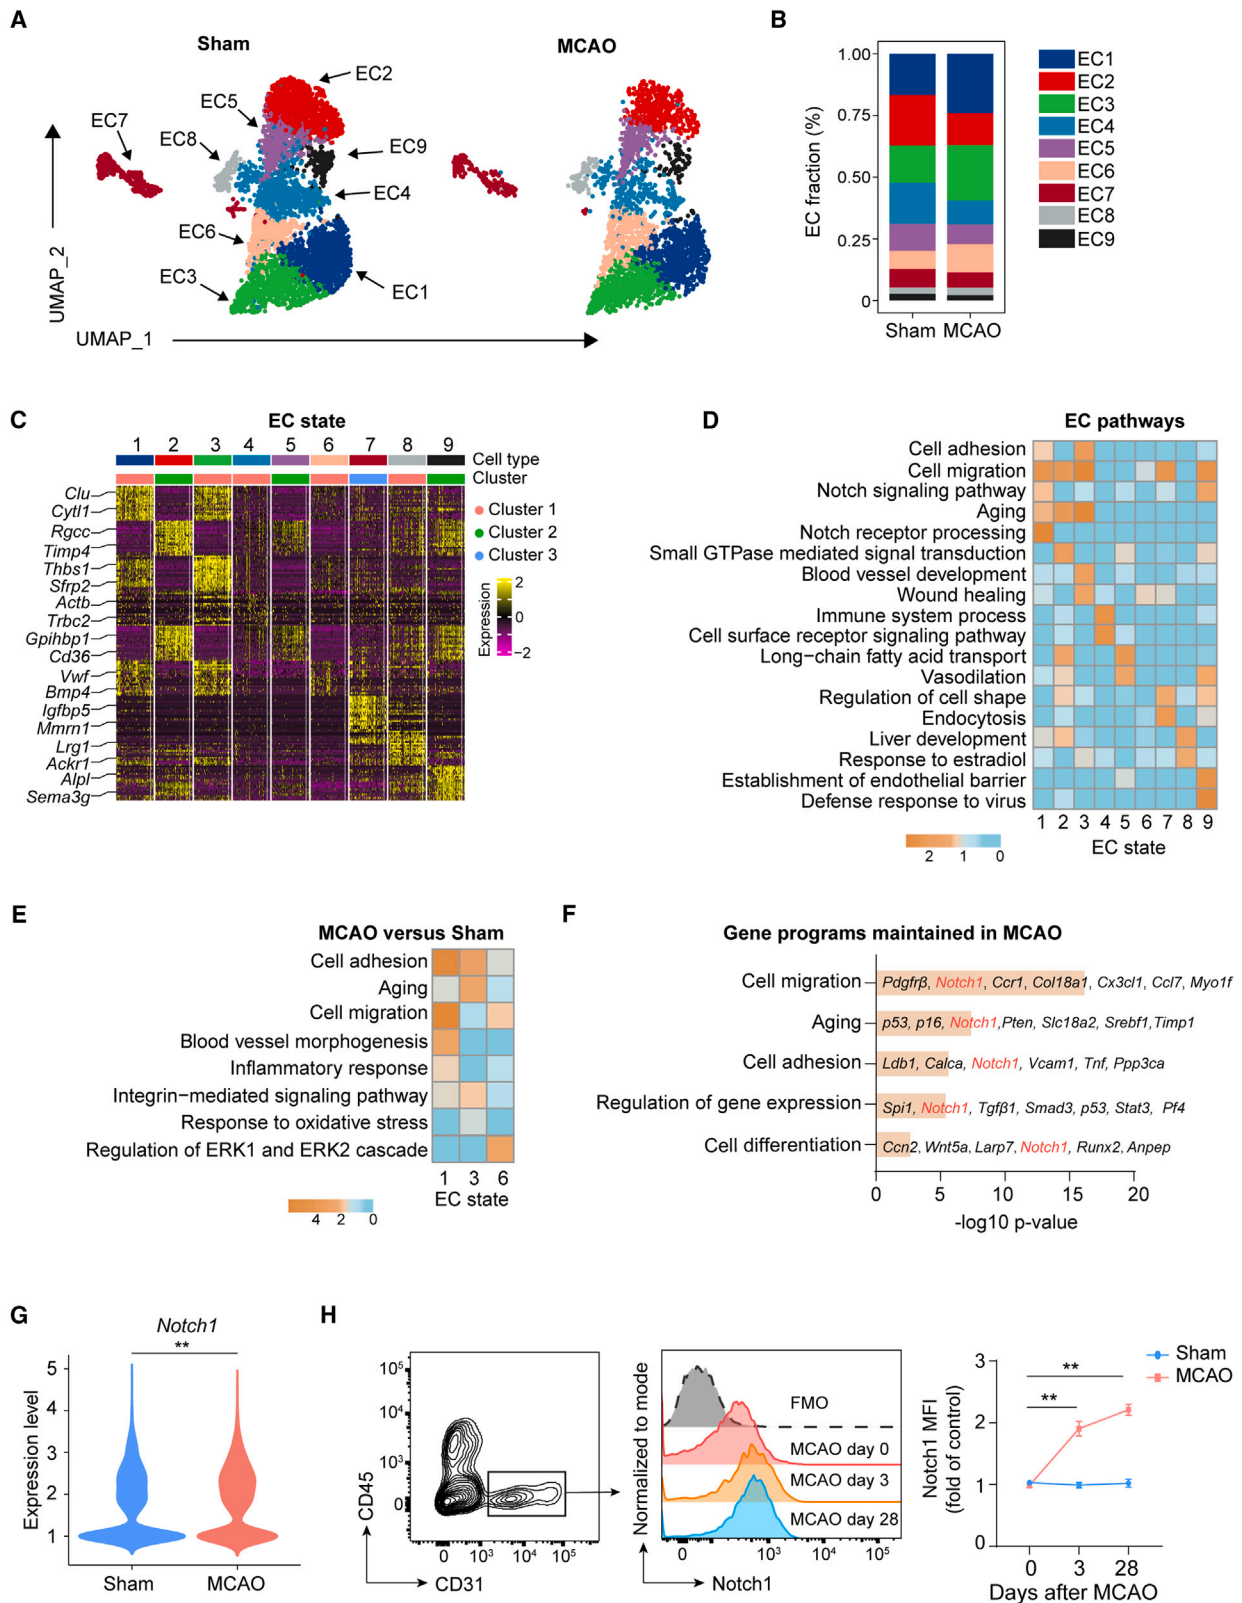 A
Sham
MCAO
EC2
EC5
EC7
EC8
EC9
EC4
EC6
EC3
EC1
UMAP_2
UMAP_1
B
1.00
0.75
0.50
0.25
0
EC fraction (%)
Sham MCAO
EC1
EC2
EC3
EC4
EC5
EC6
EC7
EC8
EC9
C
EC state
1 2 3 4 5 6 7 8 9
Cell type
Cluster
Cluster 1
Cluster 2
Cluster 3
Clu
Cytl1
Rgcc
Timp4
Thbs1
Sfrp2
Actb
Trbc2
Gpihbp1
Cd36
Vwf
Bmp4
Igfbp5
Mmrn1
Lrg1
Ackr1
Alpl
Sema3g
Expression
2
0
−2
D
EC pathways
Cell adhesion
Cell migration
Notch signaling pathway
Aging
Notch receptor processing
Small GTPase mediated signal transduction
Blood vessel development
Wound healing
Immune system process
Cell surface receptor signaling pathway
Long−chain fatty acid transport
Vasodilation
Regulation of cell shape
Endocytosis
Liver development
Response to estradiol
Establishment of endothelial barrier
Defense response to virus
1 2 3 4 5 6 7 8 9
EC state
2 1 0
E
MCAO versus Sham
Cell adhesion
Aging
Cell migration
Blood vessel morphogenesis
Inflammatory response
Integrin−mediated signaling pathway
Response to oxidative stress
Regulation of ERK1 and ERK2 cascade
1 3 6
EC state
4 2 0
F
Gene programs maintained in MCAO
Cell migration
Pdgfrβ, Notch1, Ccr1, Col18a1, Cx3cl1, Ccl7, Myo1f
Aging
p53, p16, Notch1,Pten, Slc18a2, Srebf1,Timp1
Cell adhesion
Ldb1, Calca, Notch1, Vcam1, Tnf, Ppp3ca
Regulation of gene expression
Spi1, Notch1, Tgfβ1, Smad3, p53, Stat3, Pf4
Cell differentiation
Ccn2, Wnt5a, Larp7, Notch1, Runx2, Anpep
0 5 10 15 20
-log10 p-value
G
Notch1
**
5
4
3
2
1
Expression level
Sham MCAO
H
10⁵
10⁴
10³
0
CD45
0 10³ 10⁴ 10⁵
CD31
Normalized to mode
FMO
MCAO day 0
MCAO day 3
MCAO day 28
0 10³ 10⁴ 10⁵
Notch1
Sham
MCAO
**
**
3
2
1
0
Notch1 MFI
(fold of control)
0 3 28
Days after MCAO